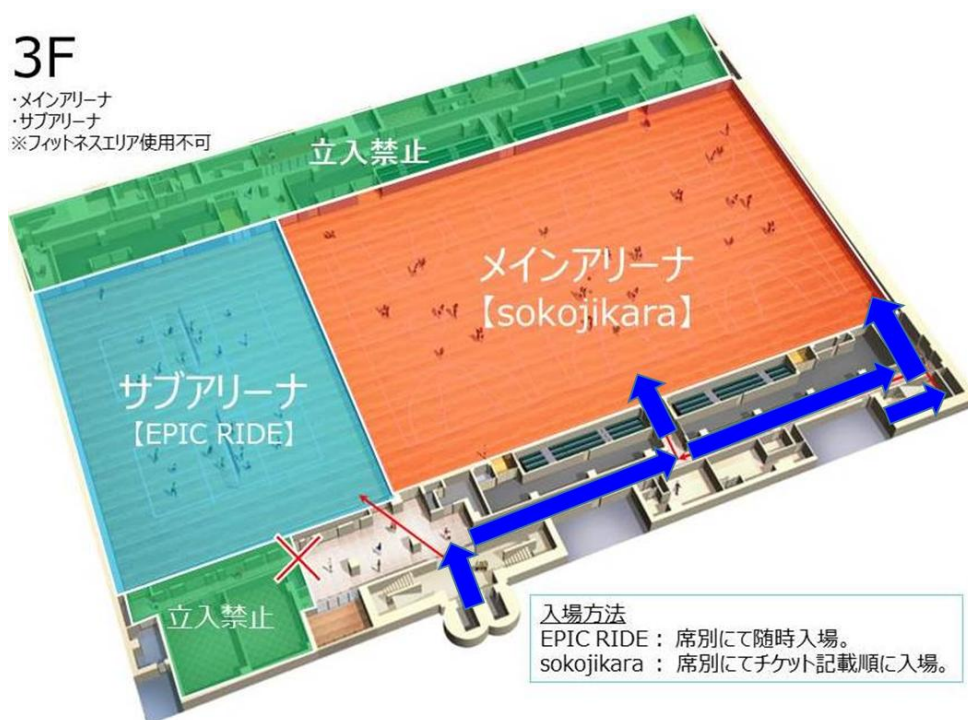 3F
・メインアリーナ
・サブアリーナ
※フィットネスエリア使用不可
立入禁止
メインアリーナ
【sokojikara】
サブアリーナ
【EPIC RIDE】
立入禁止
入場方法
EPIC RIDE： 席別にて随時入場。
sokojikara： 席別にてチケット記載順に入場。